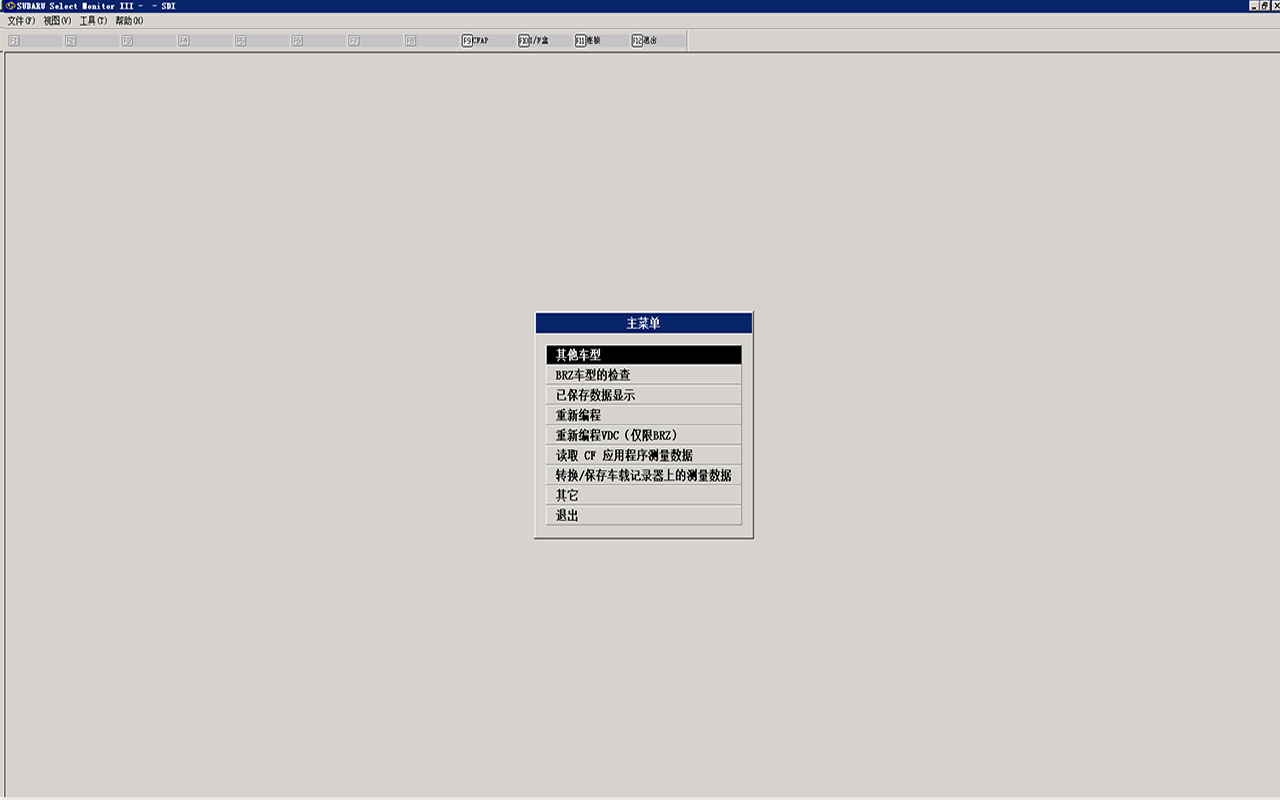 SUBARU Select Monitor III - - SDI
文件(F) 视图(V) 工具(T) 帮助(H)
F1 F2 F3 F4 F5 F6 F7 F8 F9 CFAP F10 I/F盒 F11 连锁 F12 退出
主菜单
其他车型
BRZ车型的检查
已保存数据显示
重新编程
重新编程VDC（仅限BRZ）
读取 CF 应用程序测量数据
转换/保存车载记录器上的测量数据
其它
退出